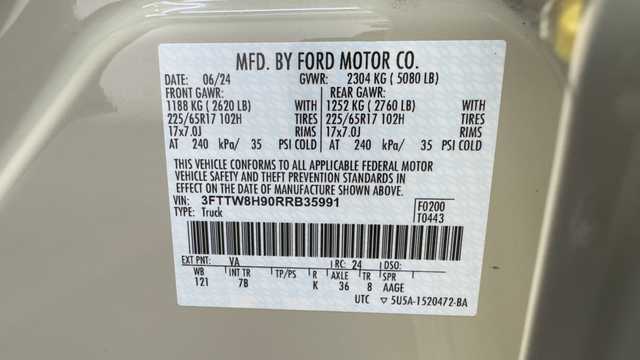 MFD. BY FORD MOTOR CO.
DATE: 06/24 GVWR: 2304 KG ( 5080 LB)
FRONT GAWR: REAR GAWR:
1188 KG ( 2620 LB) 1252 KG ( 2760 LB)
225/65R17 102H TIRES 225/65R17 102H TIRES
17x7.0J RIMS 17x7.0J RIMS
AT 240 kPa/ 35 PSI COLD AT 240 kPa/ 35 PSI COLD
THIS VEHICLE CONFORMS TO ALL APPLICABLE FEDERAL MOTOR
VEHICLE SAFETY AND THEFT PREVENTION STANDARDS IN
EFFECT ON THE DATE OF MANUFACTURE SHOWN ABOVE.
VIN: 3FTTW8H90RRB35991 F0200
TYPE: Truck T0443
EXT PNT: VA RC: 24 DSO:
WB INT TR TP/PS R AXLE TR SPR
121 7B K 36 8 AAGE
UTC ▽ 5U5A-1520472-BA